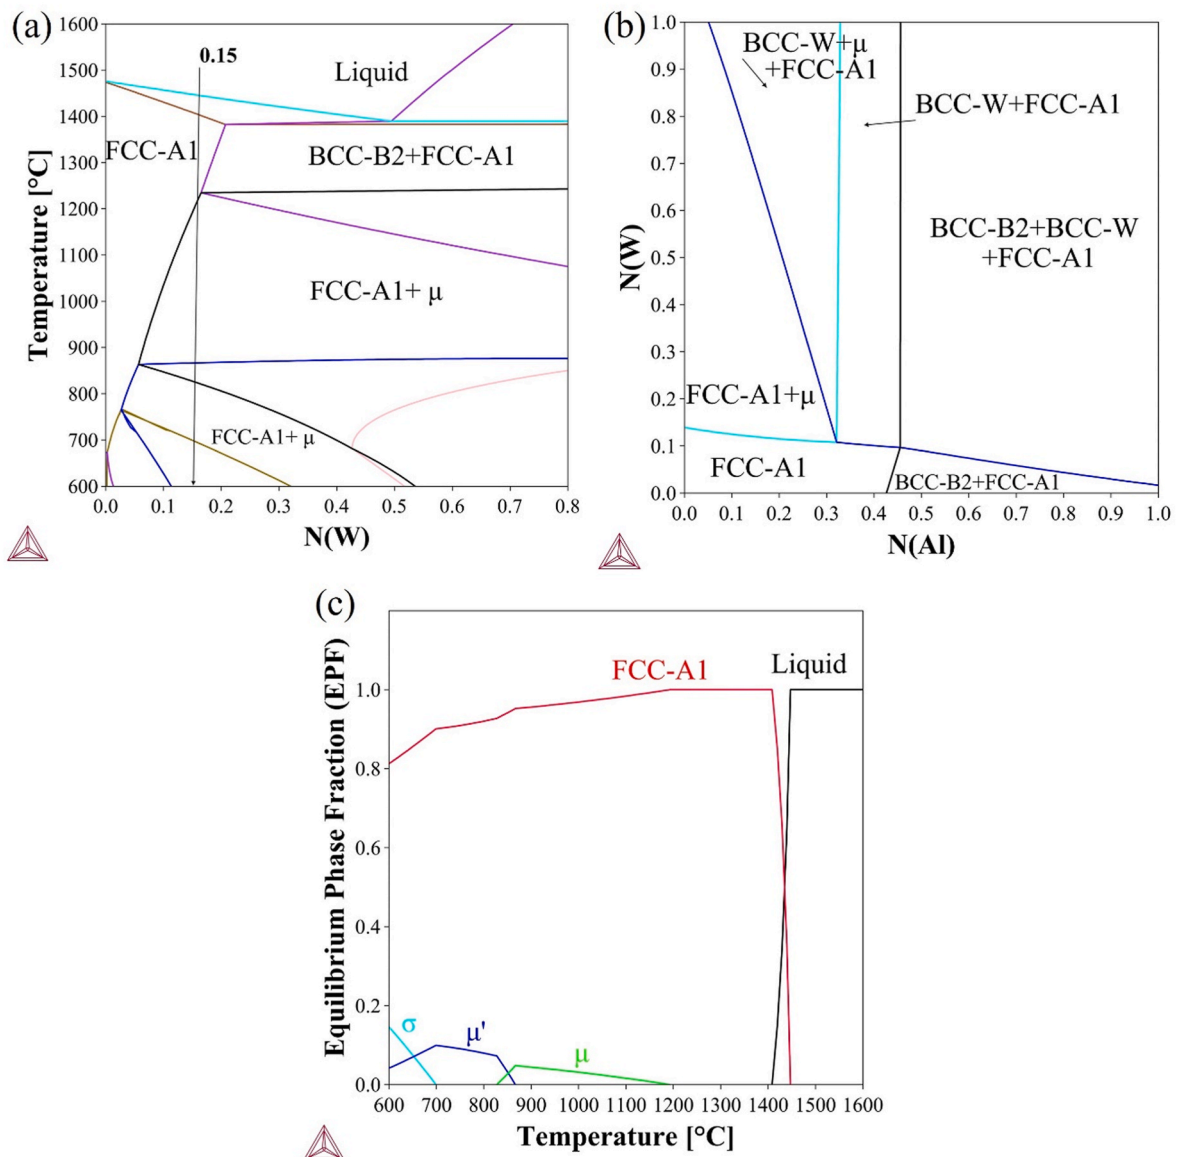 (a)
1600
1500
1400
1300
1200
1100
1000
900
800
700
600
Temperature [°C]
0.15
Liquid
FCC-A1
BCC-B2+FCC-A1
FCC-A1+ μ
FCC-A1+ μ
0.0 0.1 0.2 0.3 0.4 0.5 0.6 0.7 0.8
N(W)
(b)
1.0
0.9
0.8
0.7
0.6
0.5
0.4
0.3
0.2
0.1
0.0
N(W)
BCC-W+μ
+FCC-A1
BCC-W+FCC-A1
BCC-B2+BCC-W
+FCC-A1
FCC-A1+μ
FCC-A1
BCC-B2+FCC-A1
0.0 0.1 0.2 0.3 0.4 0.5 0.6 0.7 0.8 0.9 1.0
N(Al)
(c)
Equilibrium Phase Fraction (EPF)
1.0
0.8
0.6
0.4
0.2
0.0
FCC-A1
Liquid
σ
μ'
μ
600 700 800 900 1000 1100 1200 1300 1400 1500 1600
Temperature [°C]